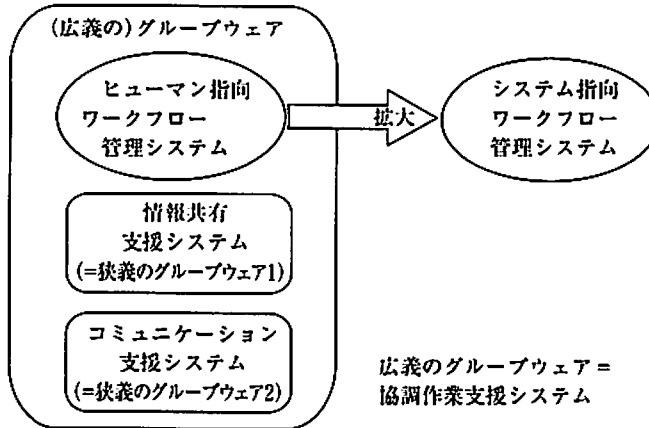 (広義の)グループウェア
ヒューマン指向
ワークフロー
管理システム
拡大
システム指向
ワークフロー
管理システム
情報共有
支援システム
(=狭義のグループウェア1)
コミュニケーション
支援システム
(=狭義のグループウェア2)
広義のグループウェア=
協調作業支援システム